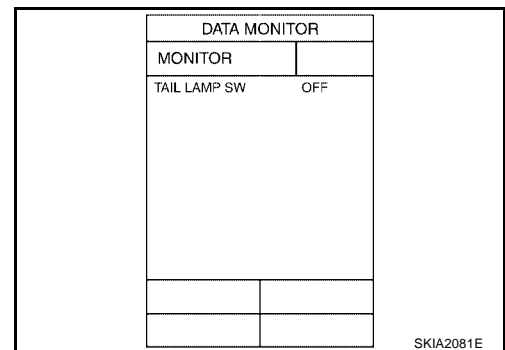 DATA MONITOR
MONITOR
TAIL LAMP SW OFF
SKIA2081E